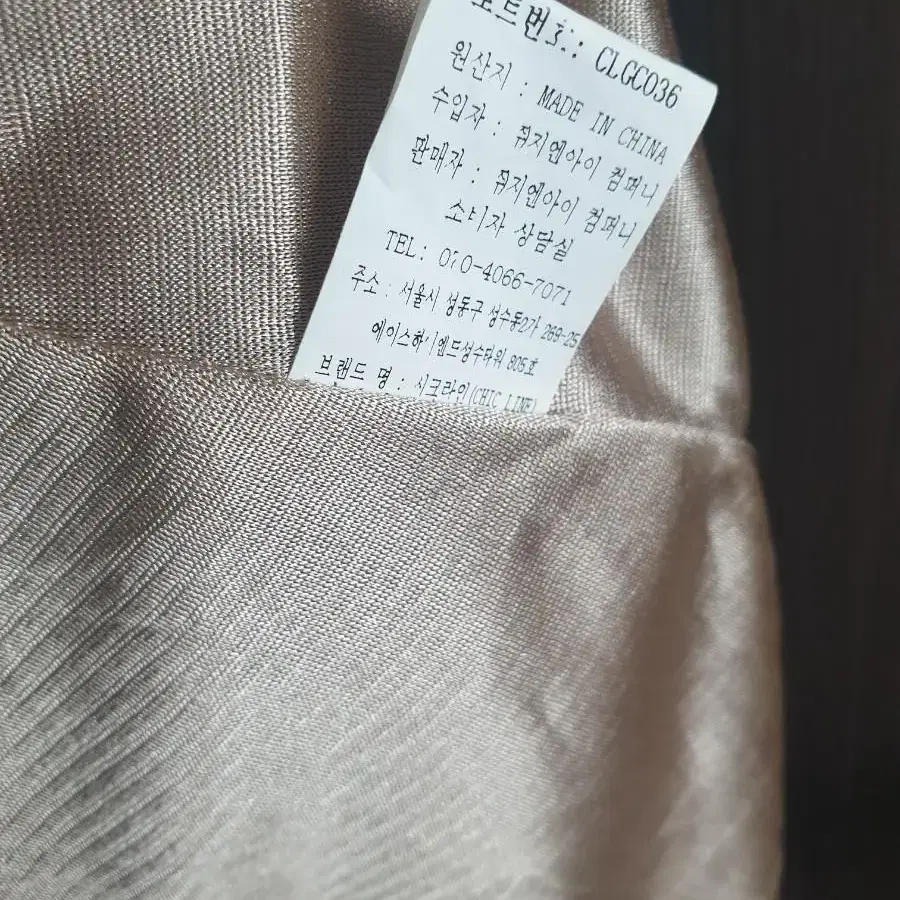 코드번호: CLGC036
원산지 : MADE IN CHINA
수입자 : 쥐지엔아이 컴퍼니
판매자 : 쥐지엔아이 컴퍼니
소비자 상담실
TEL: 070-4066-7071
주소 : 서울시 성동구 성수동2가 269-25
에이스하이엔드성수타워 805호
브랜드 명 : 시크라인(CHIC LINE)